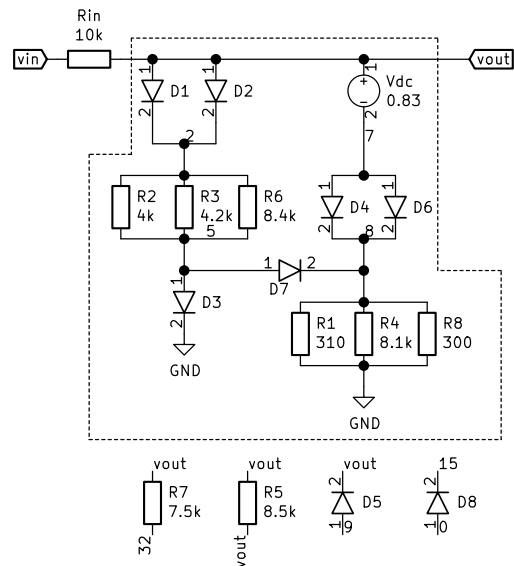 Rin
10k
vin
vout
1
1
1
Vdc
0.83
D1
D2
2
2
2
2
7
1
1
R2
4k
R3
4.2k
R6
8.4k
D4
D6
2
2
5
8
1
2
D7
1
D3
2
GND
R1
310
R4
8.1k
R8
300
GND
vout
R7
7.5k
32
vout
R5
8.5k
vout
vout
2
D5
1
9
15
2
D8
1
0